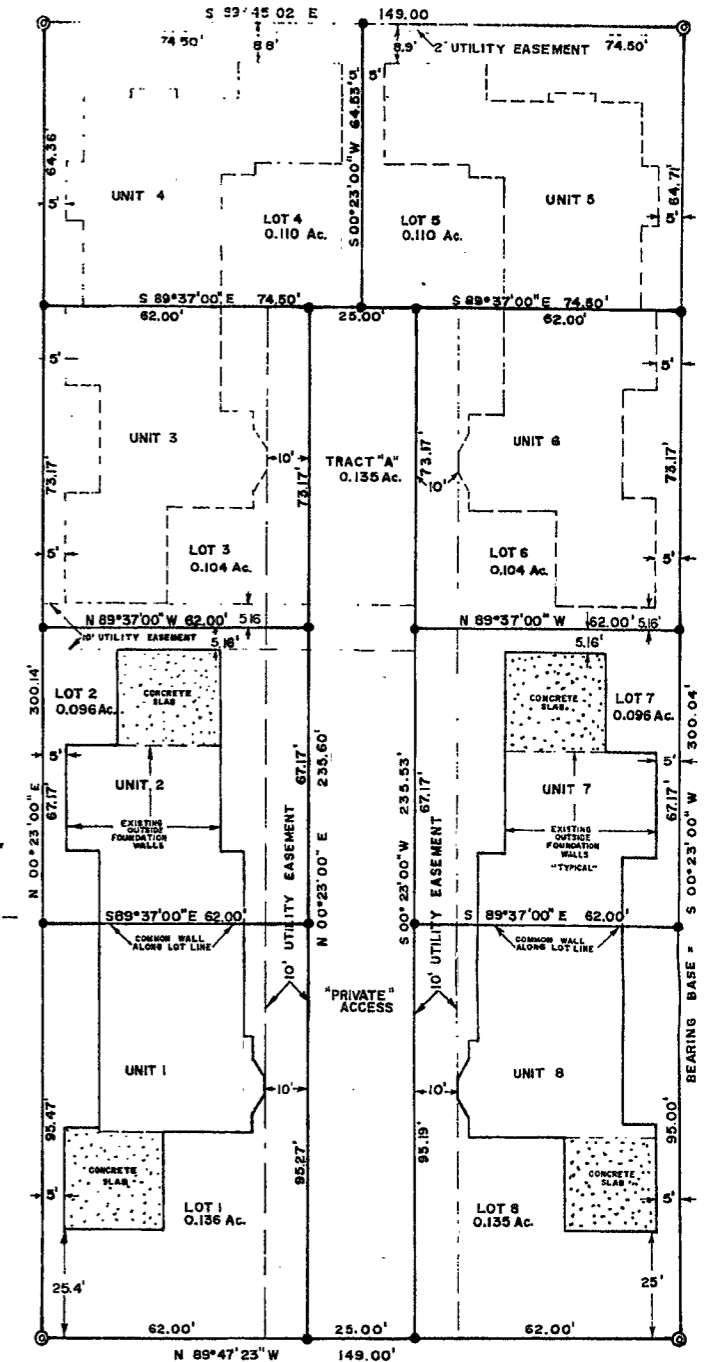 S 89°45'02 E 149.00
74.50' 8.8' 8.9' 2' UTILITY EASEMENT 74.50'
5' 5'
64.36' S 00°23'00"W 64.53' 64.71'
UNIT 4 UNIT 5
5' 5'
LOT 4
0.110 Ac.
LOT 5
0.110 Ac.
S 89°37'00"E 74.50' S 89°37'00"E 74.50'
62.00' 25.00' 62.00'
5' 5'
UNIT 3 UNIT 6
10' 10'
TRACT "A"
0.135 Ac.
73.17' 73.17' 73.17' 73.17'
5' 5'
LOT 3
0.104 Ac.
LOT 6
0.104 Ac.
N 89°37'00"W 62.00' 5.16 N 89°37'00"W 62.00' 5.16'
10' UTILITY EASEMENT 5.16' 5.16'
LOT 2
0.096 Ac.
CONCRETE
SLAB
CONCRETE
SLAB
LOT 7
0.096 Ac.
N 00°23'00"E 300.14' 235.60' 235.53' 300.04'
5' 5'
67.17' 67.17' 67.17' 67.17'
UNIT 2 UNIT 7
EXISTING
OUTSIDE
FOUNDATION
WALLS
EXISTING
OUTSIDE
FOUNDATION
WALLS
"TYPICAL"
10' UTILITY EASEMENT
N 00°23'00"E
S 00°23'00"W
10' UTILITY EASEMENT
S 00°23'00"W
S89°37'00"E 62.00' S 89°37'00"E 62.00'
COMMON WALL
ALONG LOT LINE
COMMON WALL
ALONG LOT LINE
"PRIVATE"
ACCESS
BEARING BASE "
UNIT 1 UNIT 8
10' 10'
95.47' 95.27' 95.19' 95.00'
CONCRETE
SLAB
CONCRETE
SLAB
5' 5'
LOT 1
0.136 Ac.
LOT 8
0.135 Ac.
25.4' 25'
62.00' 25.00' 62.00'
N 89°47'23"W 149.00'